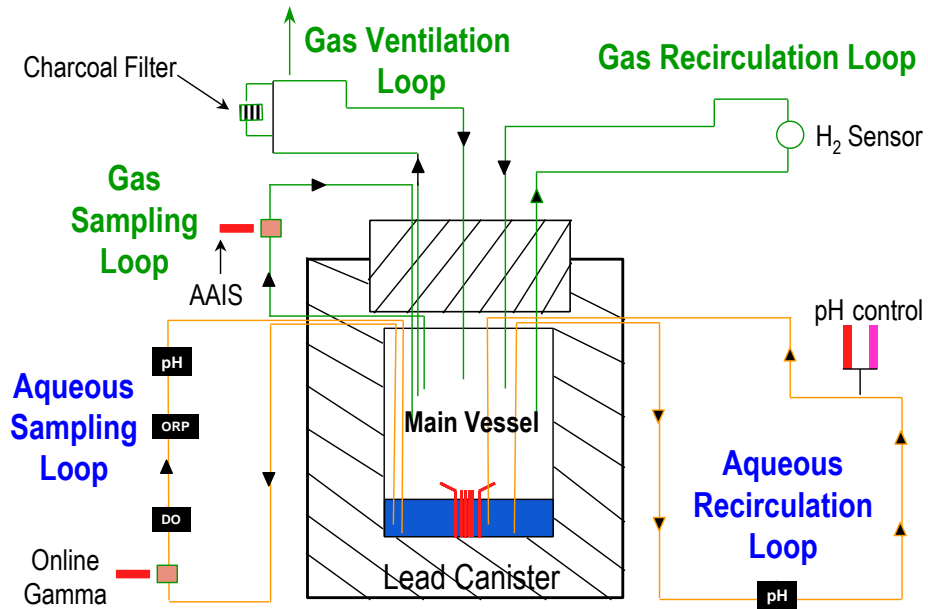 Gas Ventilation
Loop
Charcoal Filter
Gas Recirculation Loop
H₂ Sensor
Gas
Sampling
Loop
AAIS
pH control
pH
Aqueous
Sampling
Loop
ORP
DO
Online
Gamma
Main Vessel
Lead Canister
Aqueous
Recirculation
Loop
pH